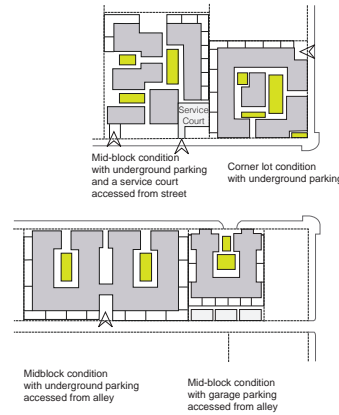 Service
Court
Mid-block condition
with underground parking
and a service court
accessed from street
Corner lot condition
with underground parking
Midblock condition
with underground parking
accessed from alley
Mid-block condition
with garage parking
accessed from alley